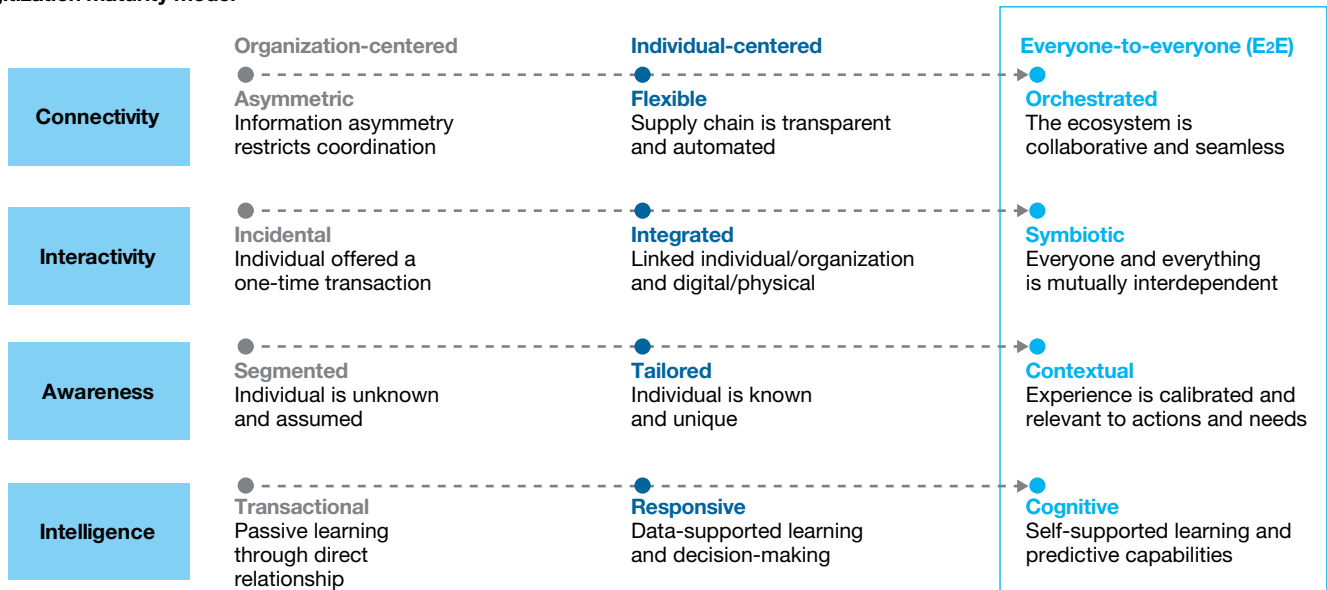 maturity model
Organization-centered
Individual-centered
Everyone-to-everyone (E2E)
Connectivity
Asymmetric
Information asymmetry
restricts coordination
Flexible
Supply chain is transparent
and automated
Orchestrated
The ecosystem is
collaborative and seamless
Interactivity
Incidental
Individual offered a
one-time transaction
Integrated
Linked individual/organization
and digital/physical
Symbiotic
Everyone and everything
is mutually interdependent
Awareness
Segmented
Individual is unknown
and assumed
Tailored
Individual is known
and unique
Contextual
Experience is calibrated and
relevant to actions and needs
Intelligence
Transactional
Passive learning
through direct
relationship
Responsive
Data-supported learning
and decision-making
Cognitive
Self-supported learning and
predictive capabilities